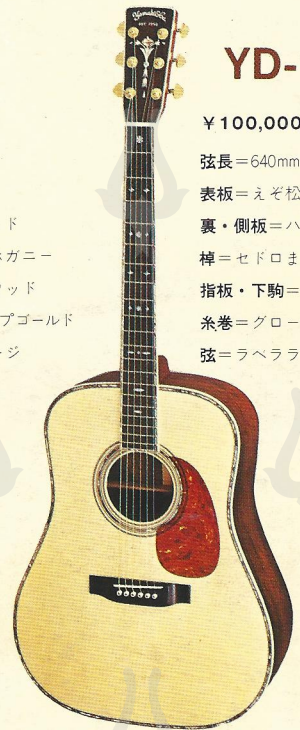 Yamaki
YD-
￥100,000
弦長=640mm
表板=えぞ松
裏・側板=ハ
棹=セドロま
指板・下駒=
糸巻=グロー
弦=ラベララ
ド
ホガニー
ウッド
プゴールド
ージ